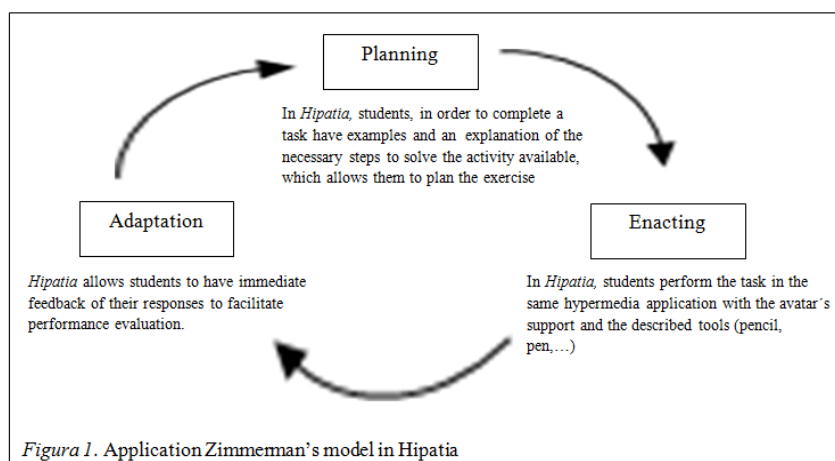 Planning
In Hipatia, students, in order to complete a
task have examples and an explanation of the
necessary steps to solve the activity available,
which allows them to plan the exercise
Adaptation
Hipatia allows students to have immediate
feedback of their responses to facilitate
performance evaluation.
Enacting
In Hipatia, students perform the task in the
same hypermedia application with the avatar´s
support and the described tools (pencil,
pen,…)
Figura 1. Application Zimmerman’s model in Hipatia